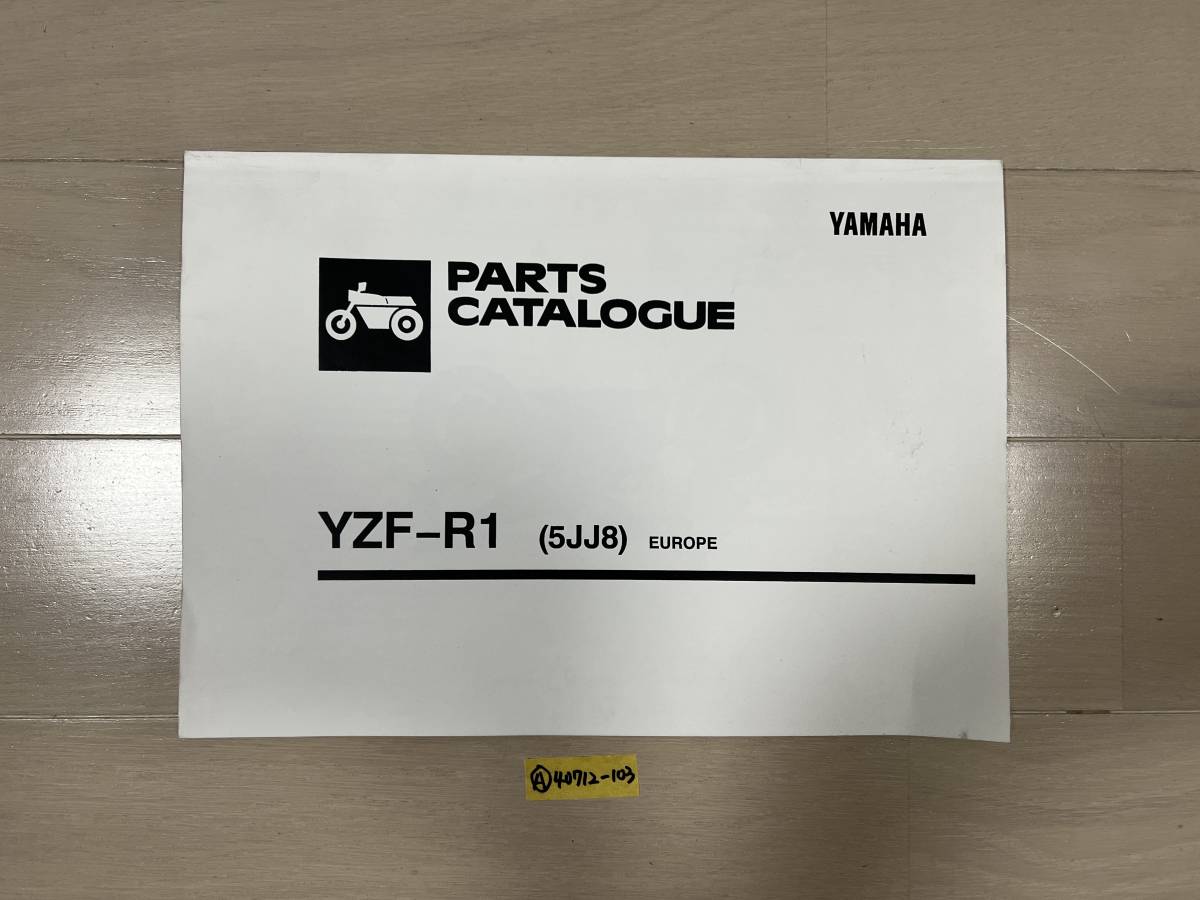 YAMAHA
PARTS
CATALOGUE
YZF-R1 (5JJ8) EUROPE
Ⓐ40712-103